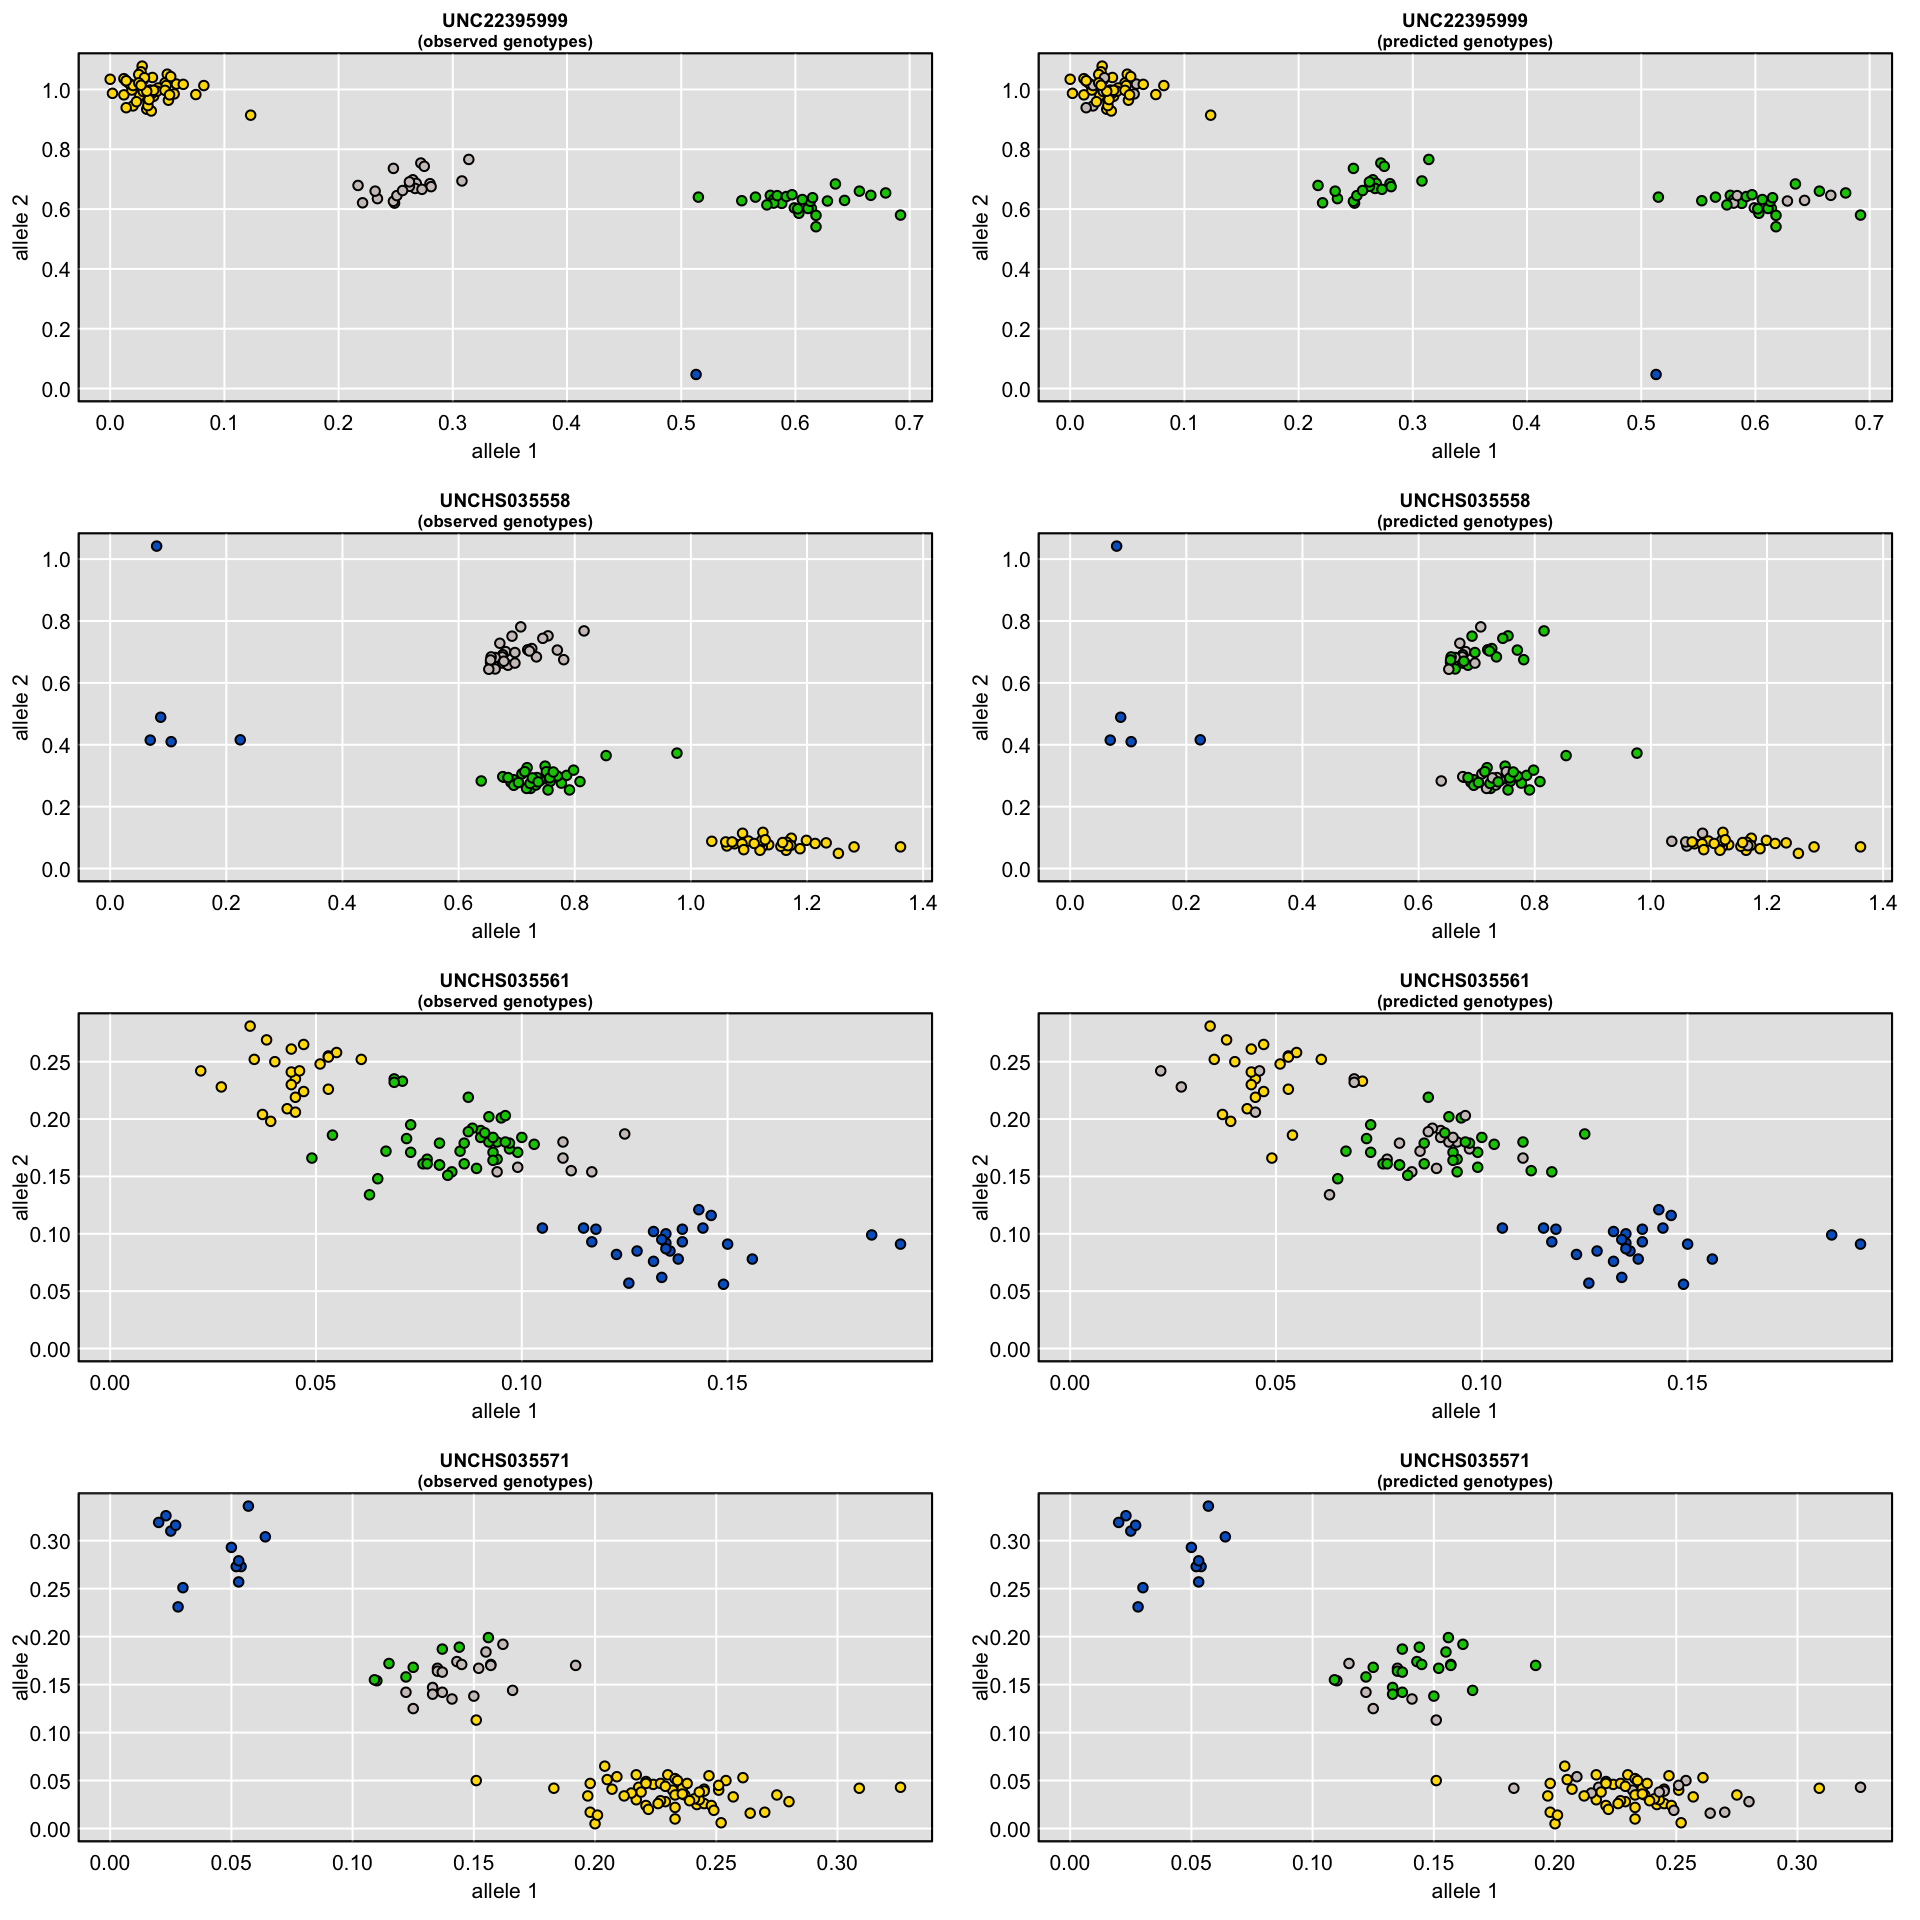 UNC22395999
(observed genotypes)
allele 2
1.0
0.8
0.6
0.4
0.2
0.0
0.0 0.1 0.2 0.3 0.4 0.5 0.6 0.7
allele 1
UNC22395999
(predicted genotypes)
allele 2
1.0
0.8
0.6
0.4
0.2
0.0
0.0 0.1 0.2 0.3 0.4 0.5 0.6 0.7
allele 1
UNCHS035558
(observed genotypes)
allele 2
1.0
0.8
0.6
0.4
0.2
0.0
0.0 0.2 0.4 0.6 0.8 1.0 1.2 1.4
allele 1
UNCHS035558
(predicted genotypes)
allele 2
1.0
0.8
0.6
0.4
0.2
0.0
0.0 0.2 0.4 0.6 0.8 1.0 1.2 1.4
allele 1
UNCHS035561
(observed genotypes)
allele 2
0.25
0.20
0.15
0.10
0.05
0.00
0.00 0.05 0.10 0.15
allele 1
UNCHS035561
(predicted genotypes)
allele 2
0.25
0.20
0.15
0.10
0.05
0.00
0.00 0.05 0.10 0.15
allele 1
UNCHS035571
(observed genotypes)
allele 2
0.30
0.25
0.20
0.15
0.10
0.05
0.00
0.00 0.05 0.10 0.15 0.20 0.25 0.30
allele 1
UNCHS035571
(predicted genotypes)
allele 2
0.30
0.25
0.20
0.15
0.10
0.05
0.00
0.00 0.05 0.10 0.15 0.20 0.25 0.30
allele 1